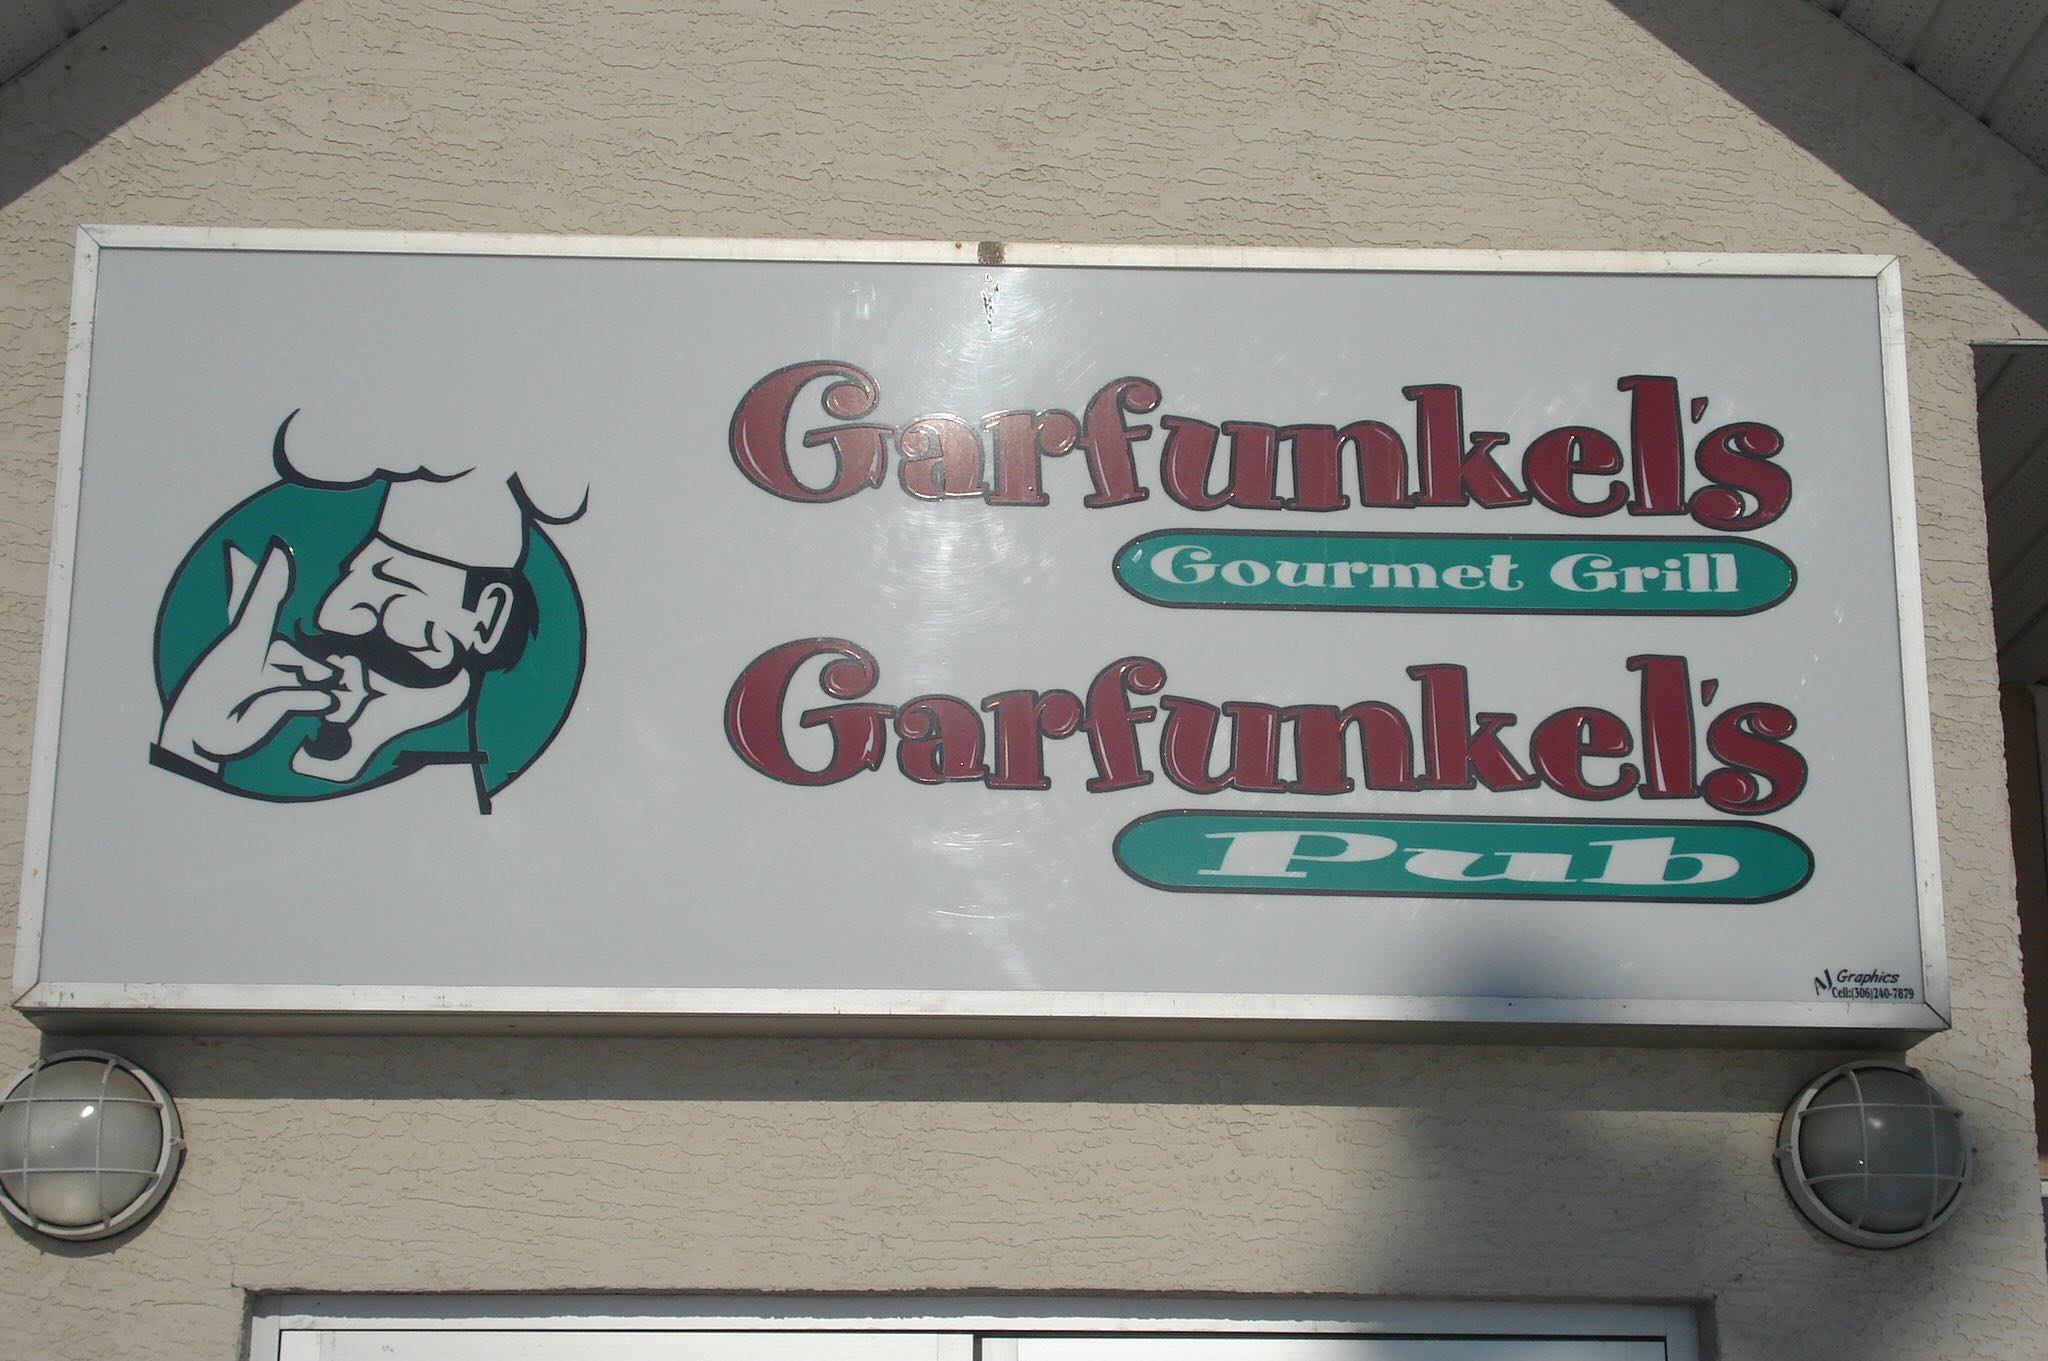 Garfunkel's
Gourmet Grill
Garfunkel's
Pub
AJ Graphics
Cell:(306)240-7879